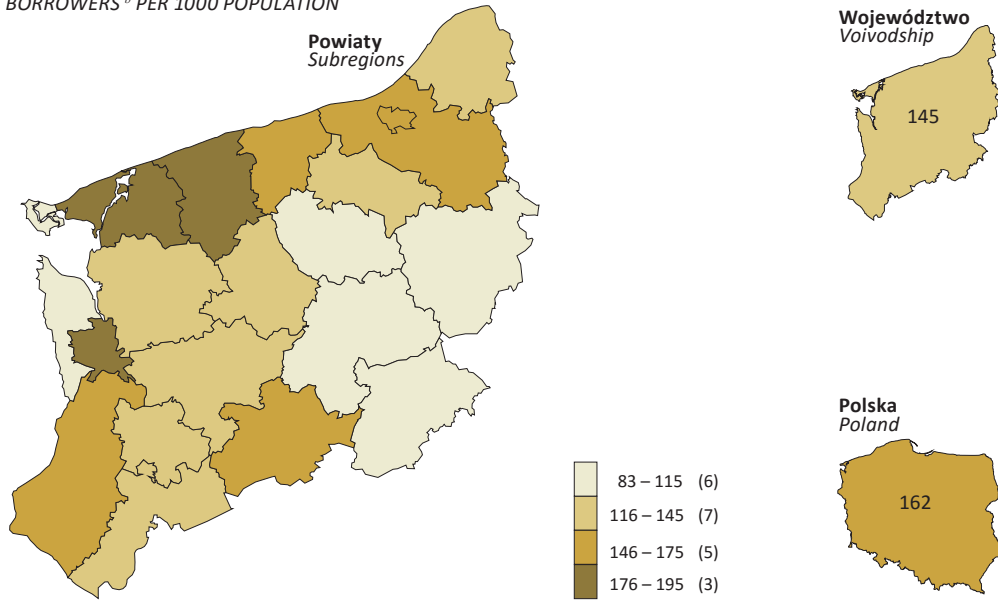 BORROWERS ᵇ PER 1000 POPULATION
Powiaty
Subregions
Województwo
Voivodship
145
Polska
Poland
162
83 – 115 (6)
116 – 145 (7)
146 – 175 (5)
176 – 195 (3)